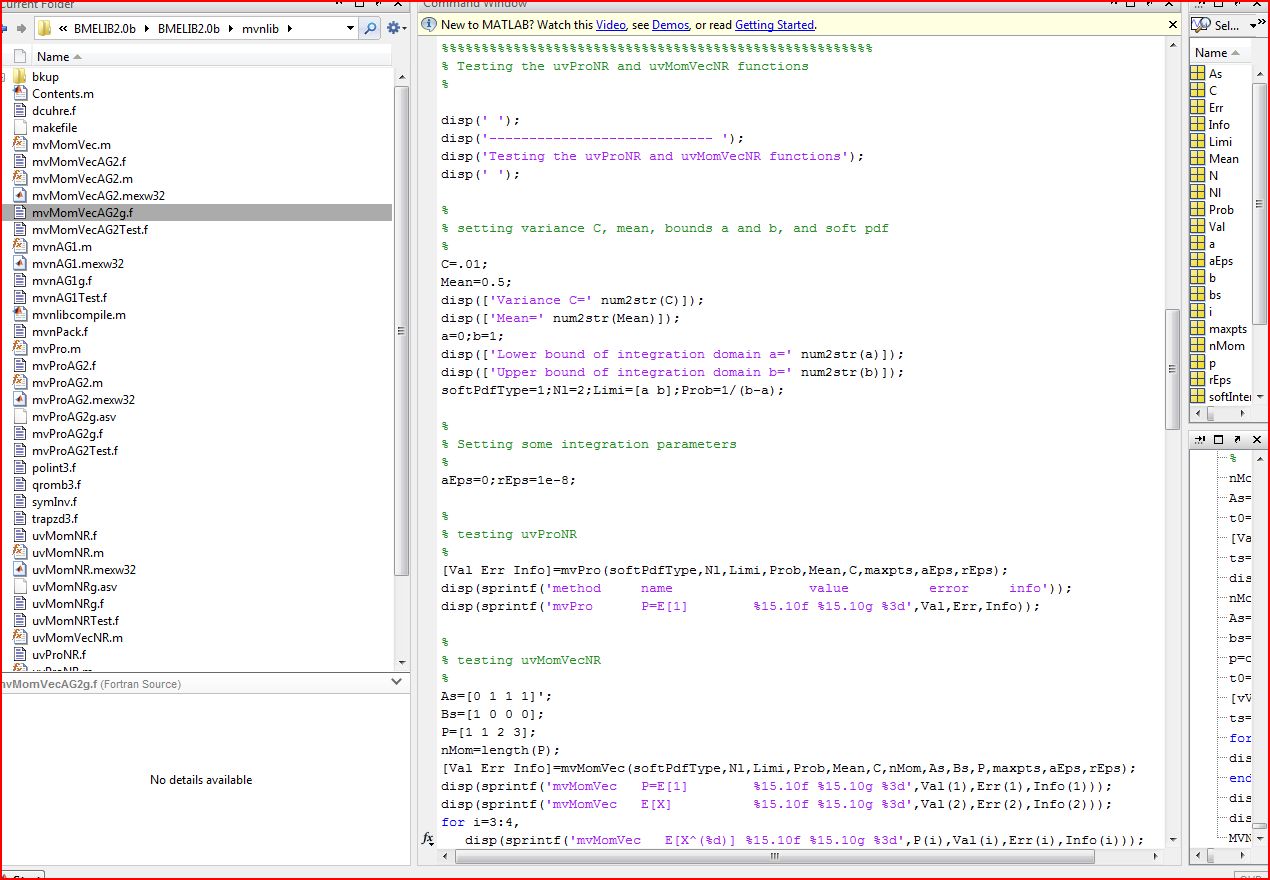 Current Folder
Command Window
« BMELIB2.0b ▸ BMELIB2.0b ▸ mvnlib ▸
New to MATLAB? Watch this Video, see Demos, or read Getting Started.
Sel...
Name
bkup
Contents.m
dcuhre.f
makefile
mvMomVec.m
mvMomVecAG2.f
mvMomVecAG2.m
mvMomVecAG2.mexw32
mvMomVecAG2g.f
mvMomVecAG2Test.f
mvnAG1.m
mvnAG1.mexw32
mvnAG1g.f
mvnAG1Test.f
mvnlibcompile.m
mvnPack.f
mvPro.m
mvProAG2.f
mvProAG2.m
mvProAG2.mexw32
mvProAG2g.asv
mvProAG2g.f
mvProAG2Test.f
polint3.f
qromb3.f
symInv.f
trapzd3.f
uvMomNR.f
uvMomNR.m
uvMomNR.mexw32
uvMomNRg.asv
uvMomNRg.f
uvMomNRTest.f
uvMomVecNR.m
uvProNR.f
uvProNR.m
mvMomVecAG2g.f (Fortran Source)
No details available
%%%%%%%%%%%%%%%%%%%%%%%%%%%%%%%%%%%%%%%%%%%%%%%%%%%%%%
% Testing the uvProNR and uvMomVecNR functions
%
disp(' ');
disp('---------------------------- ');
disp('Testing the uvProNR and uvMomVecNR functions');
disp(' ');
%
% setting variance C, mean, bounds a and b, and soft pdf
%
C=.01;
Mean=0.5;
disp(['Variance C=' num2str(C)]);
disp(['Mean=' num2str(Mean)]);
a=0;b=1;
disp(['Lower bound of integration domain a=' num2str(a)]);
disp(['Upper bound of integration domain b=' num2str(b)]);
softPdfType=1;Nl=2;Limi=[a b];Prob=1/(b-a);
%
% Setting some integration parameters
%
aEps=0;rEps=1e-8;
%
% testing uvProNR
%
[Val Err Info]=mvPro(softPdfType,Nl,Limi,Prob,Mean,C,maxpts,aEps,rEps);
disp(sprintf('method     name                 value          error     info'));
disp(sprintf('mvPro      P=E[1]        %15.10f %15.10g %3d',Val,Err,Info));
%
% testing uvMomVecNR
%
As=[0 1 1 1]';
Bs=[1 0 0 0];
P=[1 1 2 3];
nMom=length(P);
[Val Err Info]=mvMomVec(softPdfType,Nl,Limi,Prob,Mean,C,nMom,As,Bs,P,maxpts,aEps,rEps);
disp(sprintf('mvMomVec   P=E[1]        %15.10f %15.10g %3d',Val(1),Err(1),Info(1)));
disp(sprintf('mvMomVec   E[X]          %15.10f %15.10g %3d',Val(2),Err(2),Info(2)));
for i=3:4,
disp(sprintf('mvMomVec   E[X^(%d)] %15.10f %15.10g %3d',P(i),Val(i),Err(i),Info(i)));
fx
Name
As
C
Err
Info
Limi
Mean
N
Nl
Prob
Val
a
aEps
b
bs
i
maxpts
nMom
p
rEps
softInter
%
nMo
As=
t0=
[Va
ts=
dis
nMo
As=
bs=
p=c
t0=
[vV
ts=
for
dis
end
dis
dis
MVN
Start
OVR